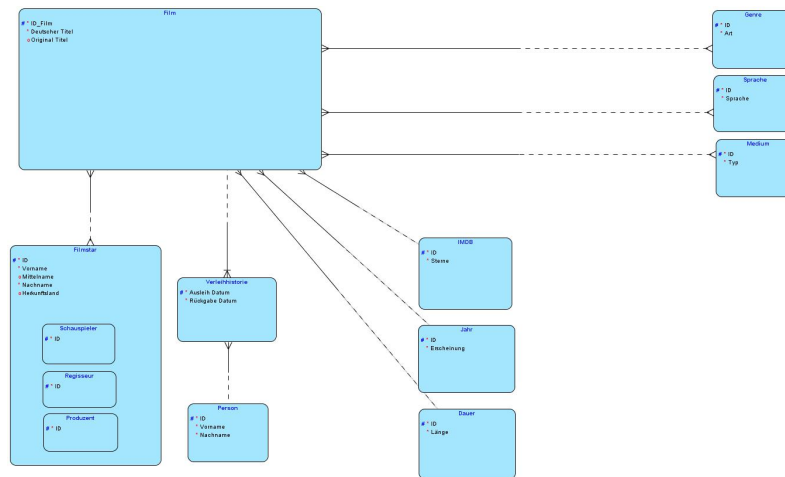 Film
# * ID_Film
* Deutscher Titel
o Original Titel
Genre
# * ID
* Art
Sprache
# * ID
* Sprache
Medium
# * ID
* Typ
Filmstar
# * ID
* Vorname
o Mittelname
* Nachname
o Herkunftsland
Schauspieler
# * ID
Regisseur
# * ID
Produzent
# * ID
Verleihhistorie
# * Ausleih Datum
* Rückgabe Datum
Person
# * ID
* Vorname
* Nachname
IMDB
# * ID
* Sterne
Jahr
# * ID
* Erscheinung
Dauer
# * ID
* Länge